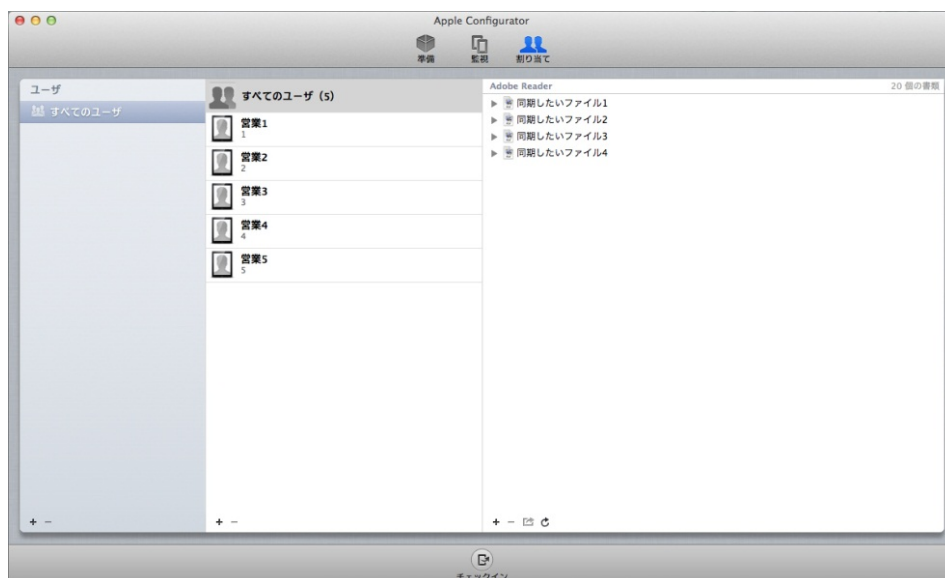 Apple Configurator
準備
監視
割り当て
ユーザ
すべてのユーザ
すべてのユーザ (5)
営業1
1
営業2
2
営業3
3
営業4
4
営業5
5
Adobe Reader
20 個の書類
同期したいファイル1
同期したいファイル2
同期したいファイル3
同期したいファイル4
チェックイン